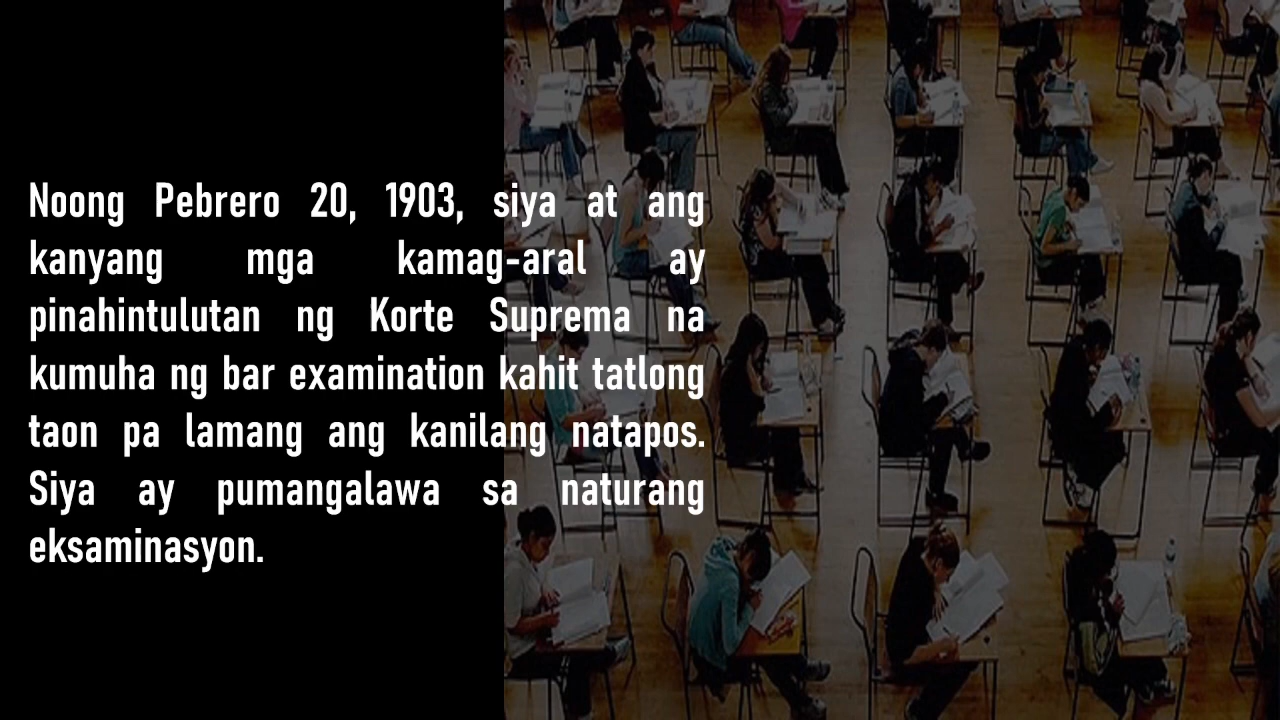 Noong Pebrero 20, 1903, siya at ang
kanyang mga kamag-aral ay
pinahintulutan ng Korte Suprema na
kumuha ng bar examination kahit tatlong
taon pa lamang ang kanilang natapos.
Siya ay pumangalawa sa naturang
eksaminasyon.